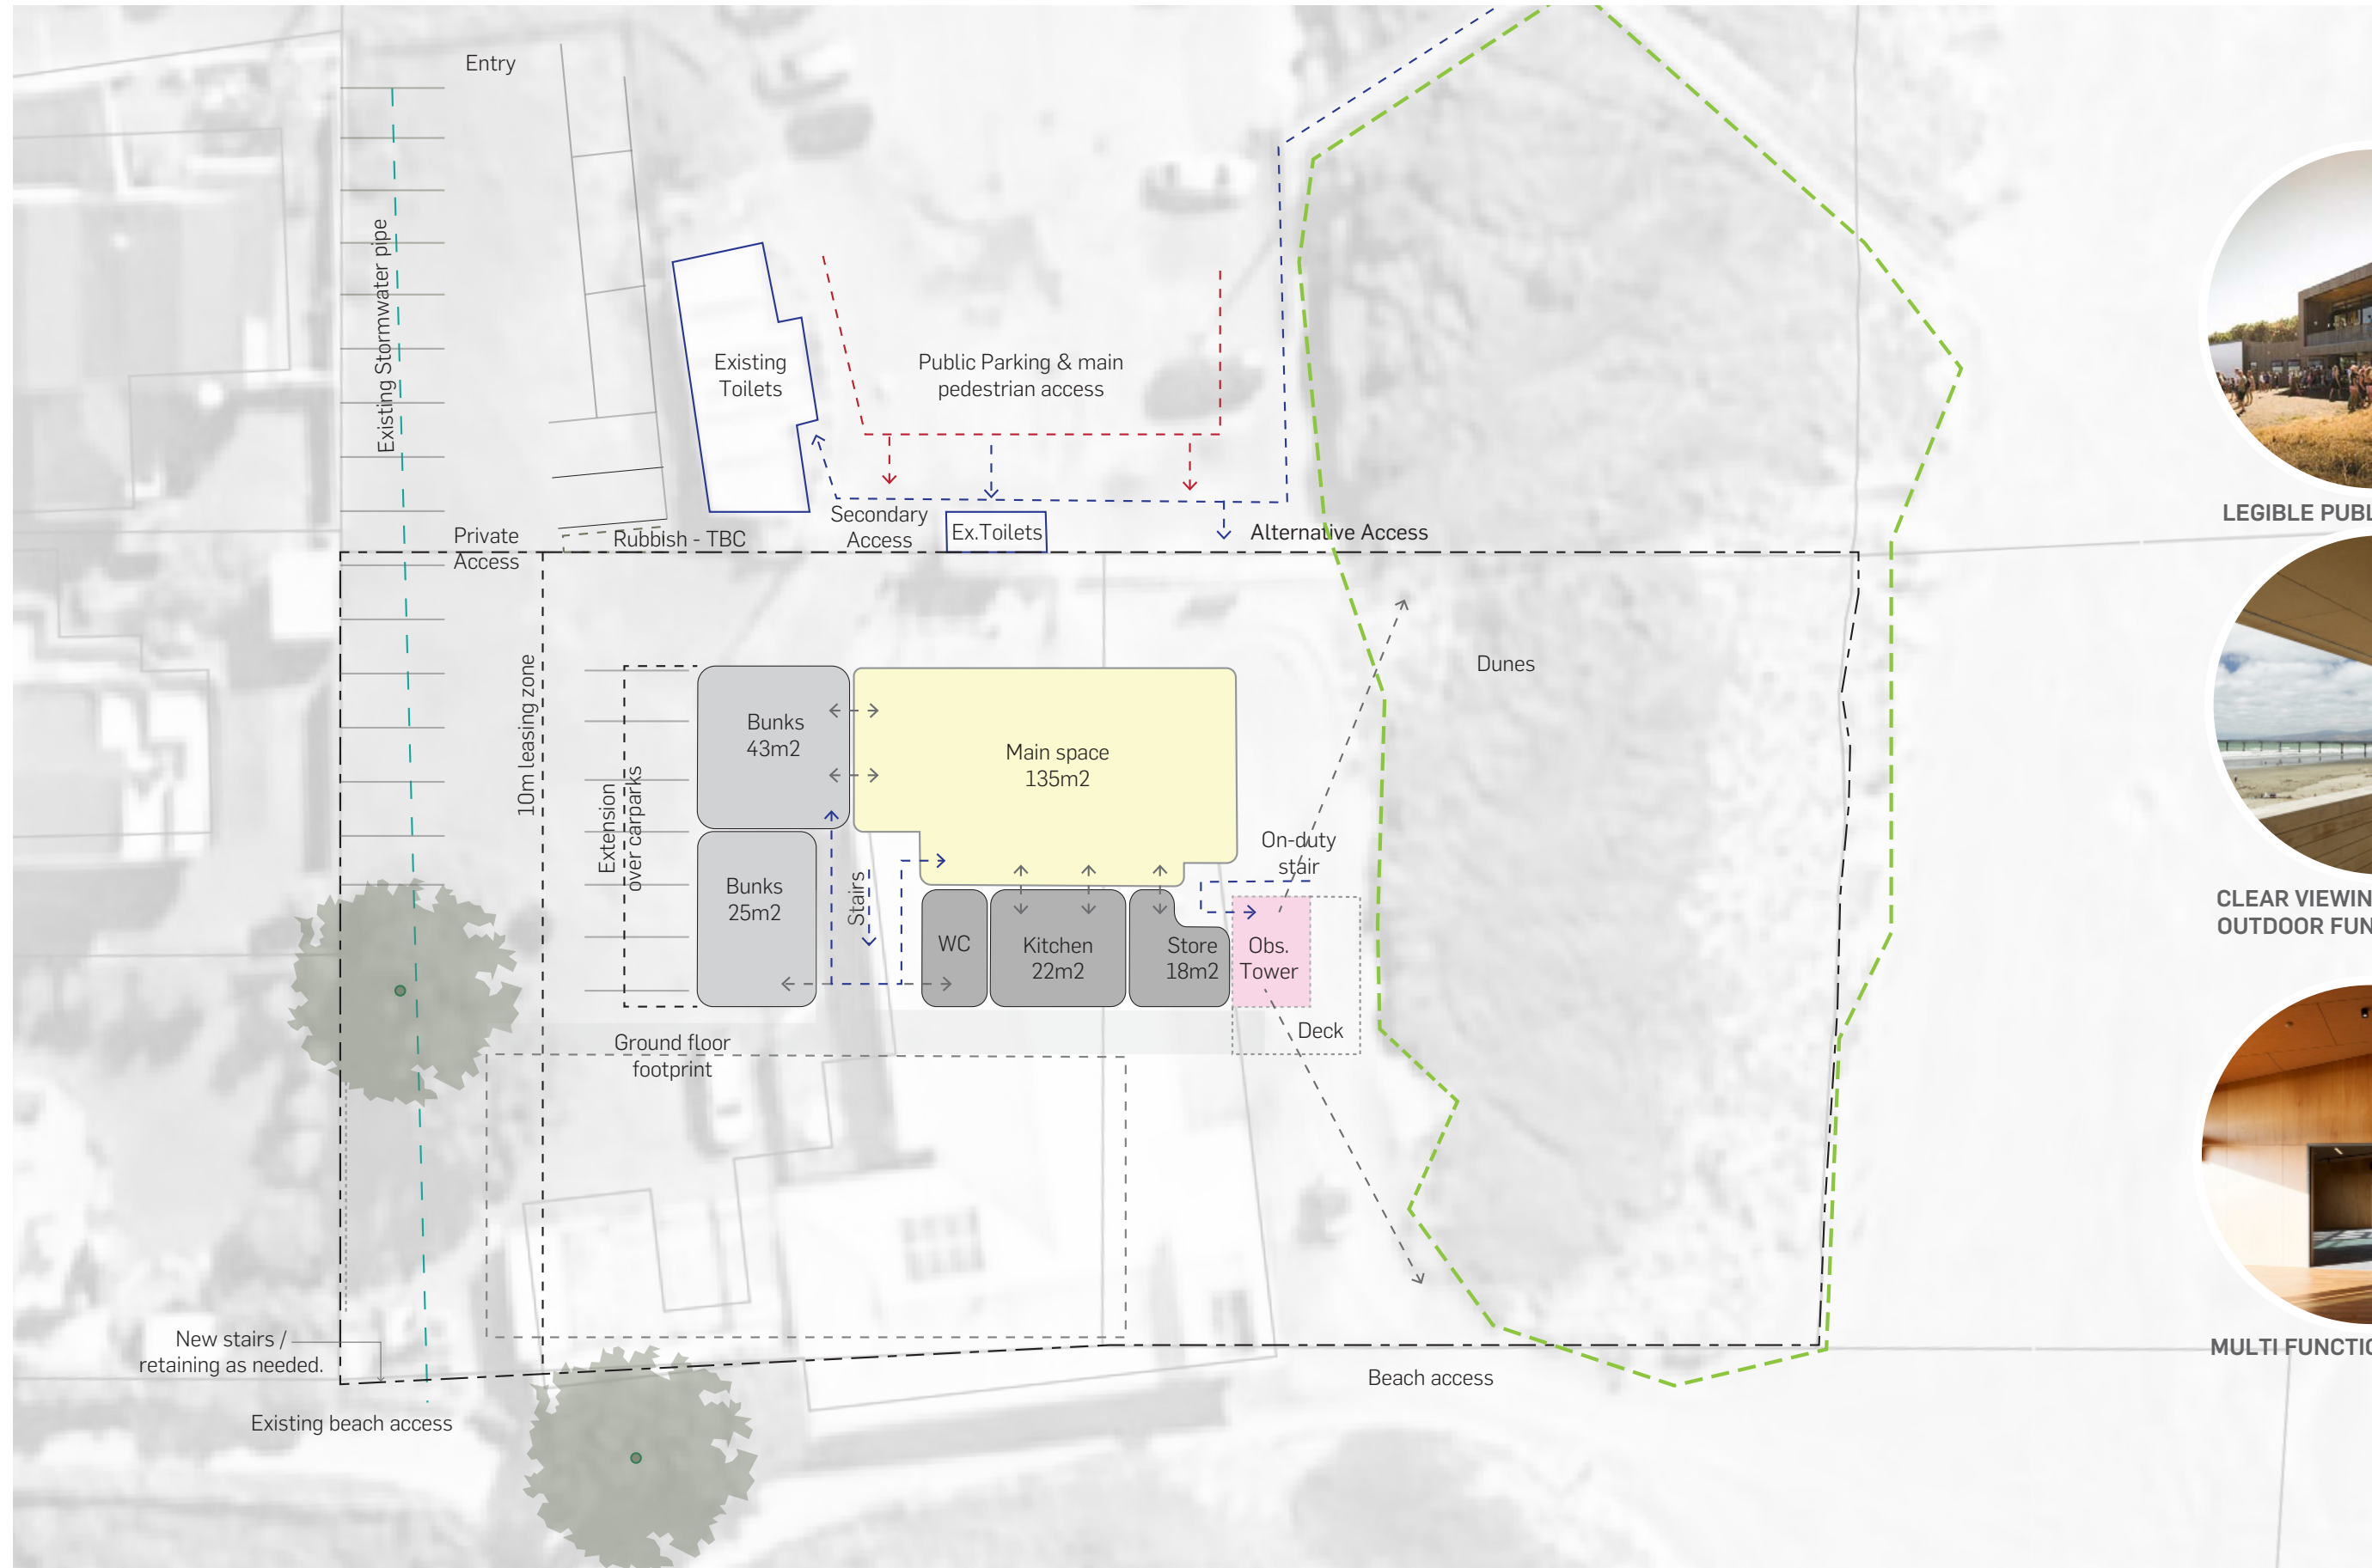 Entry
Existing Stormwater pipe
Existing
Toilets
Public Parking & main
pedestrian access
Secondary
Access
Ex.Toilets
Alternative Access
Private
Access
Rubbish - TBC
10m leasing zone
Extension
over carparks
Bunks
43m2
Main space
135m2
Dunes
On-duty
stair
Bunks
25m2
Stairs
WC
Kitchen
22m2
Store
18m2
Obs.
Tower
Deck
Ground floor
footprint
New stairs /
retaining as needed.
Existing beach access
Beach access
LEGIBLE PUBL
CLEAR VIEWIN
OUTDOOR FUN
MULTI FUNCTIO